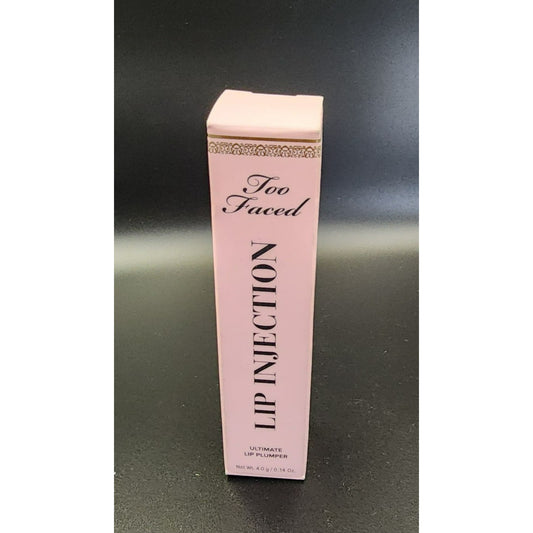 Too
Faced
LIP INJECTION
ULTIMATE
LIP PLUMPER
Net Wt. 4.0 g / 0.14 Oz.